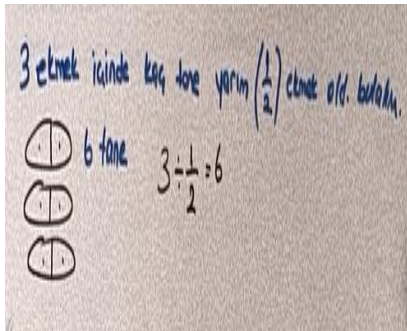 3 ekmek içinde kaç tane yarım (1/2) ekmek old. bulalım.
6 tane
3 ÷ 1/2 = 6